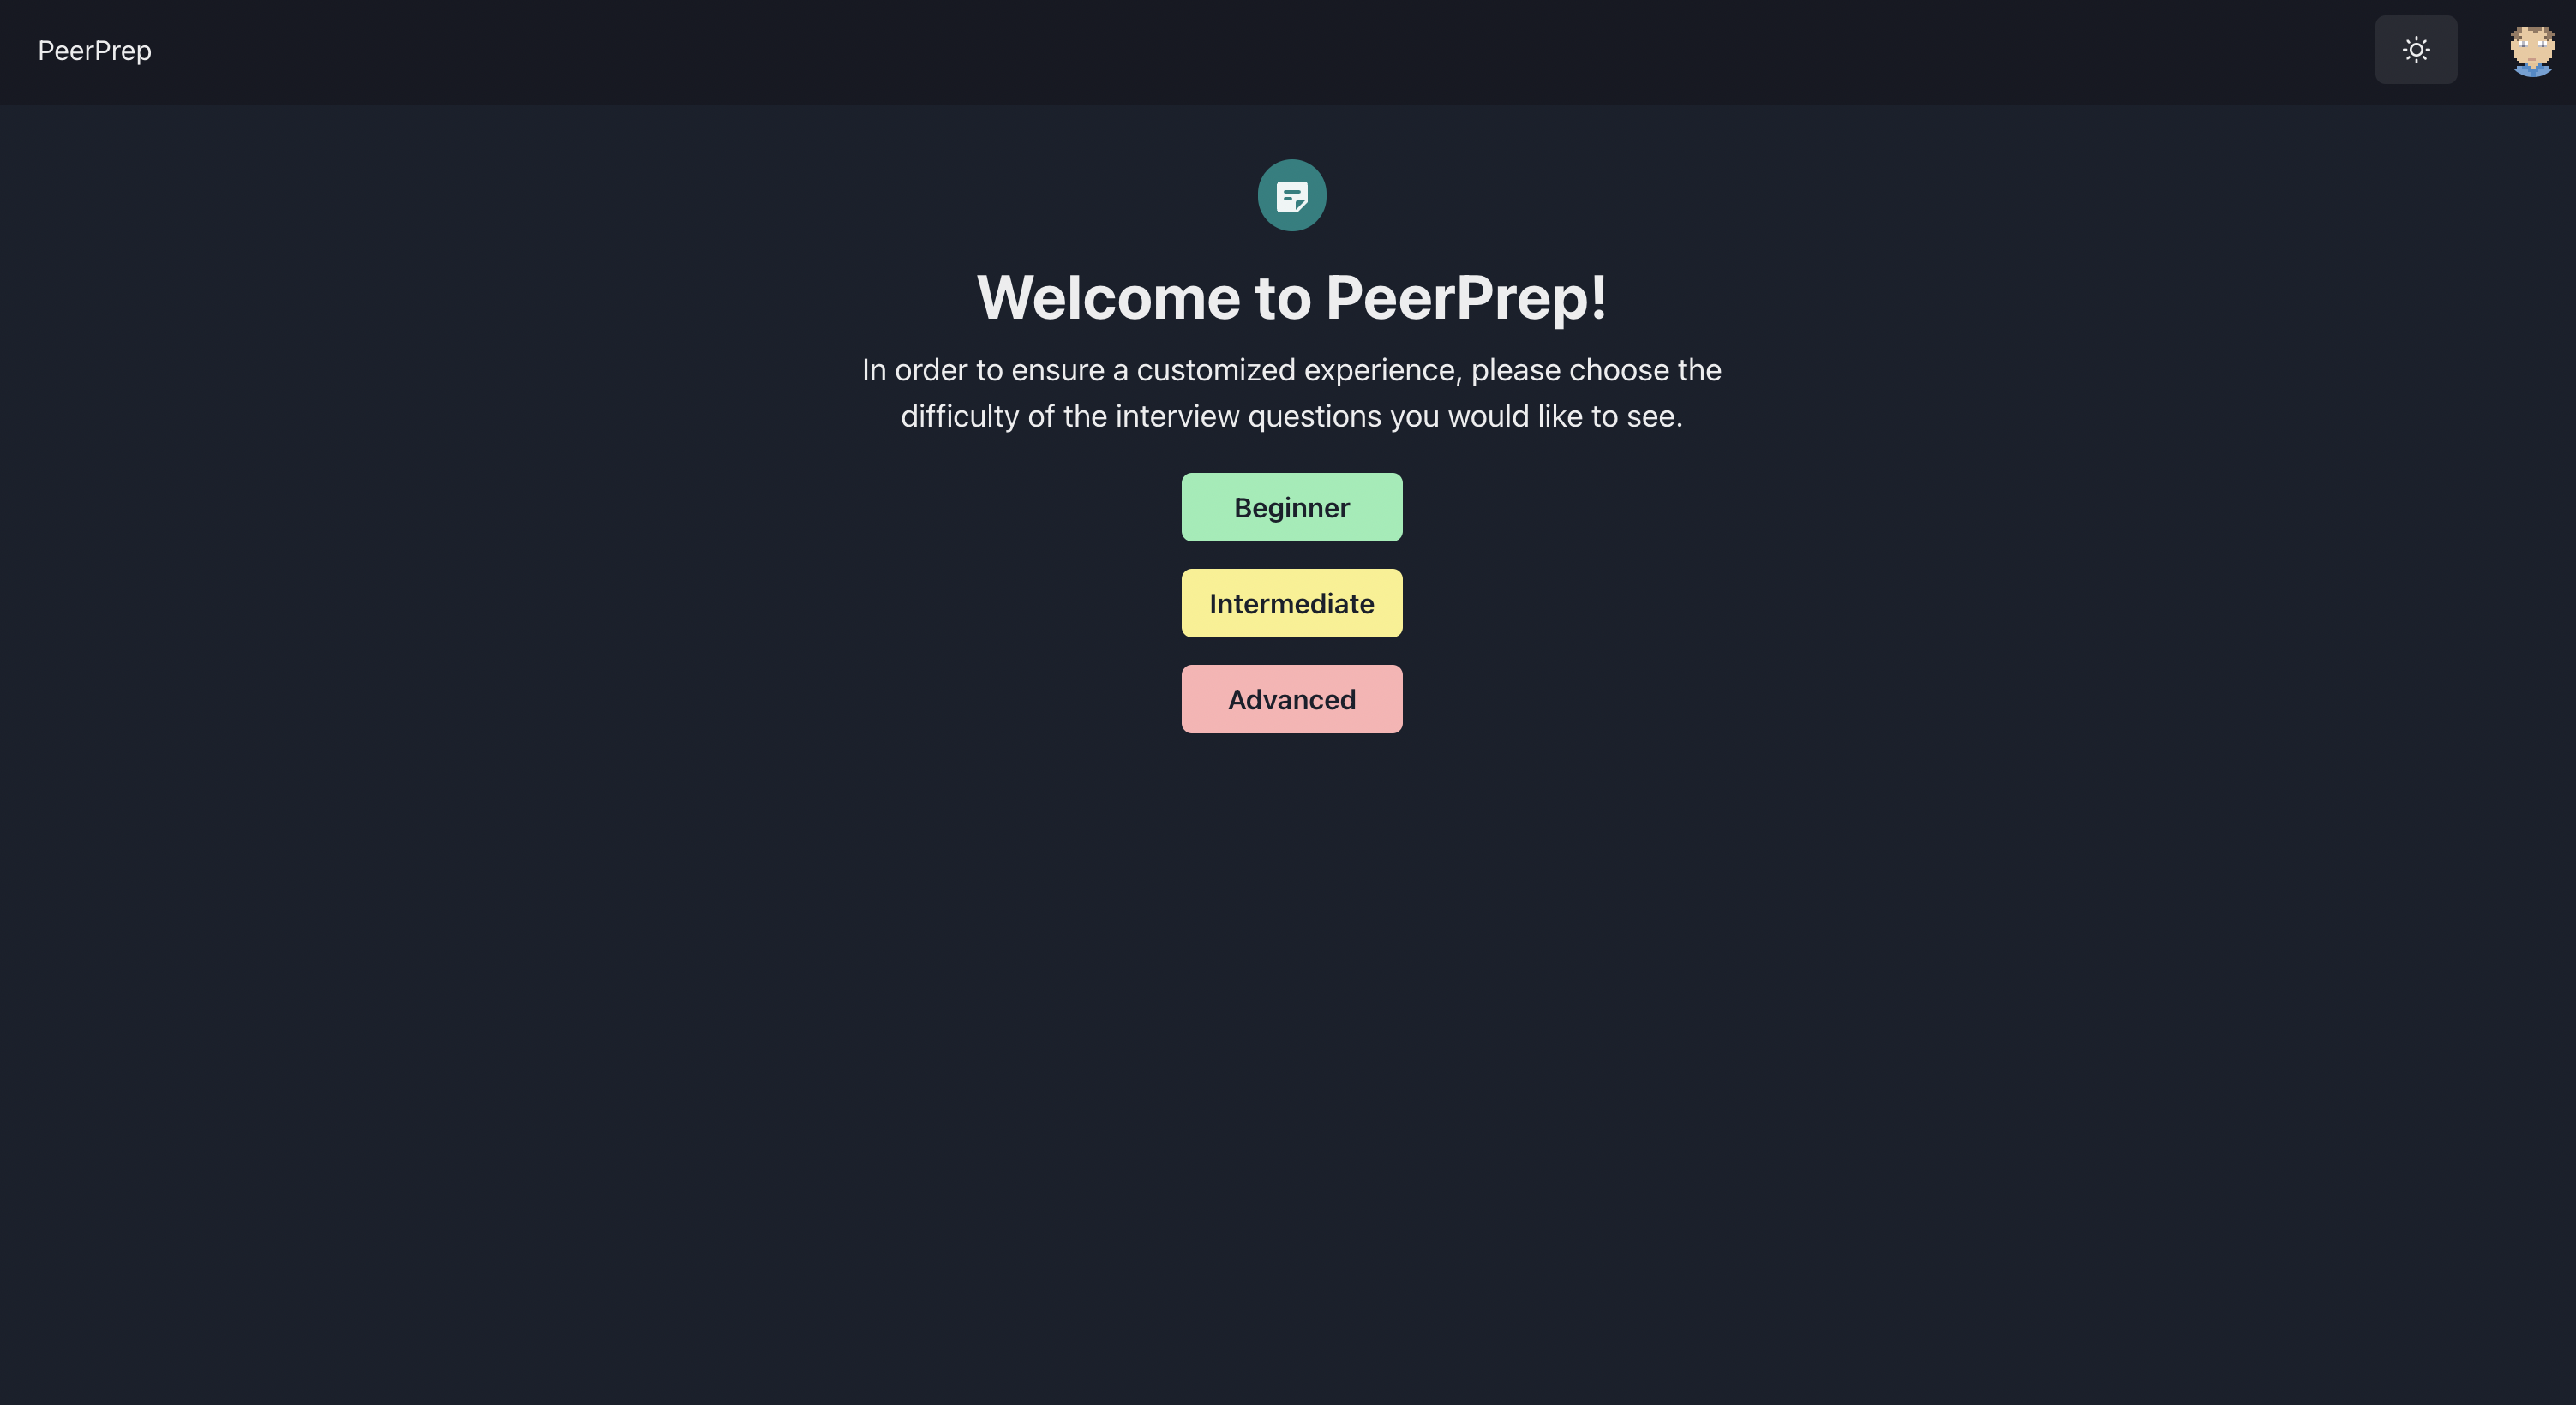 PeerPrep
Welcome to PeerPrep!
In order to ensure a customized experience, please choose the
difficulty of the interview questions you would like to see.
Beginner
Intermediate
Advanced